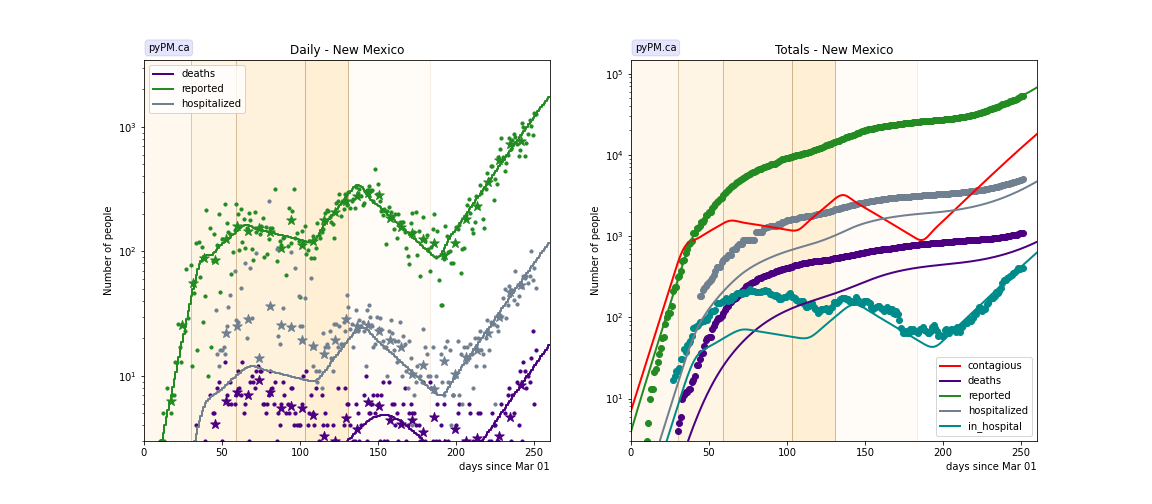 pyPM.ca
Daily - New Mexico
deaths
reported
hospitalized
10³
10²
10¹
Number of people
0 50 100 150 200 250
days since Mar 01
pyPM.ca
Totals - New Mexico
10⁵
10⁴
10³
10²
10¹
Number of people
contagious
deaths
reported
hospitalized
in_hospital
0 50 100 150 200 250
days since Mar 01